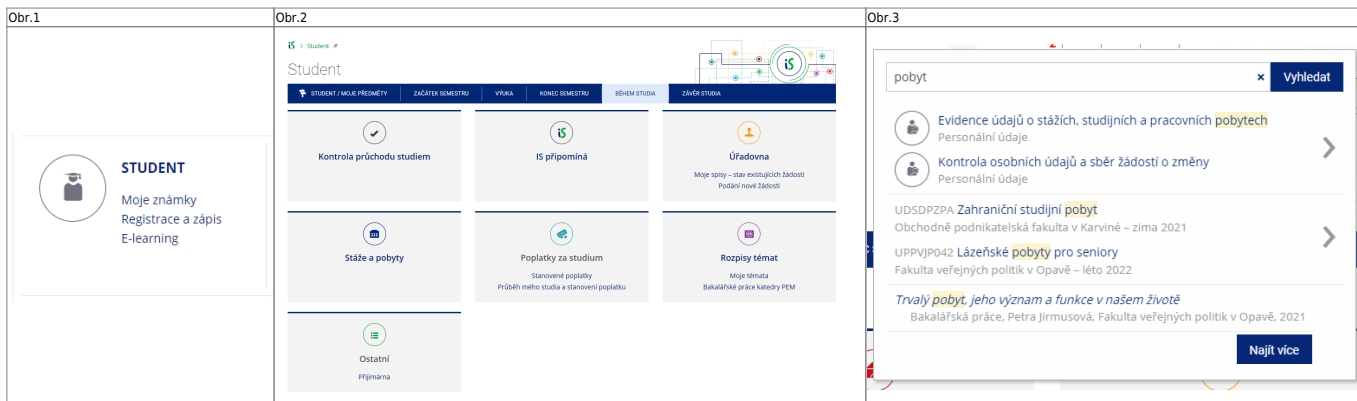 Obr.1
STUDENT
Moje známky
Registrace a zápis
E-learning
Obr.2
iS > Student
Student
iS
STUDENT / MOJE PŘEDMĚTY
ZAČÁTEK SEMESTRU
VÝUKA
KONEC SEMESTRU
BĚHEM STUDIA
ZÁVĚR STUDIA
Kontrola průchodu studiem
iS
IS připomíná
Úřadovna
Moje spisy – stav existujících žádostí
Podání nové žádosti
Stáže a pobyty
Poplatky za studium
Stanovené poplatky
Průběh mého studia a stanovení poplatku
Rozpisy témat
Moje témata
Bakalářské práce katedry PEM
Ostatní
Přijímárna
Obr.3
pobyt × Vyhledat
Evidence údajů o stážích, studijních a pracovních pobytech
Personální údaje
Kontrola osobních údajů a sběr žádostí o změny
Personální údaje
UDSDPZPA Zahraniční studijní pobyt
Obchodně podnikatelská fakulta v Karviné – zima 2021
UPPVJP042 Lázeňské pobyty pro seniory
Fakulta veřejných politik v Opavě – léto 2022
Trvalý pobyt, jeho význam a funkce v našem životě
Bakalářská práce, Petra Jirmusová, Fakulta veřejných politik v Opavě, 2021
Najít více